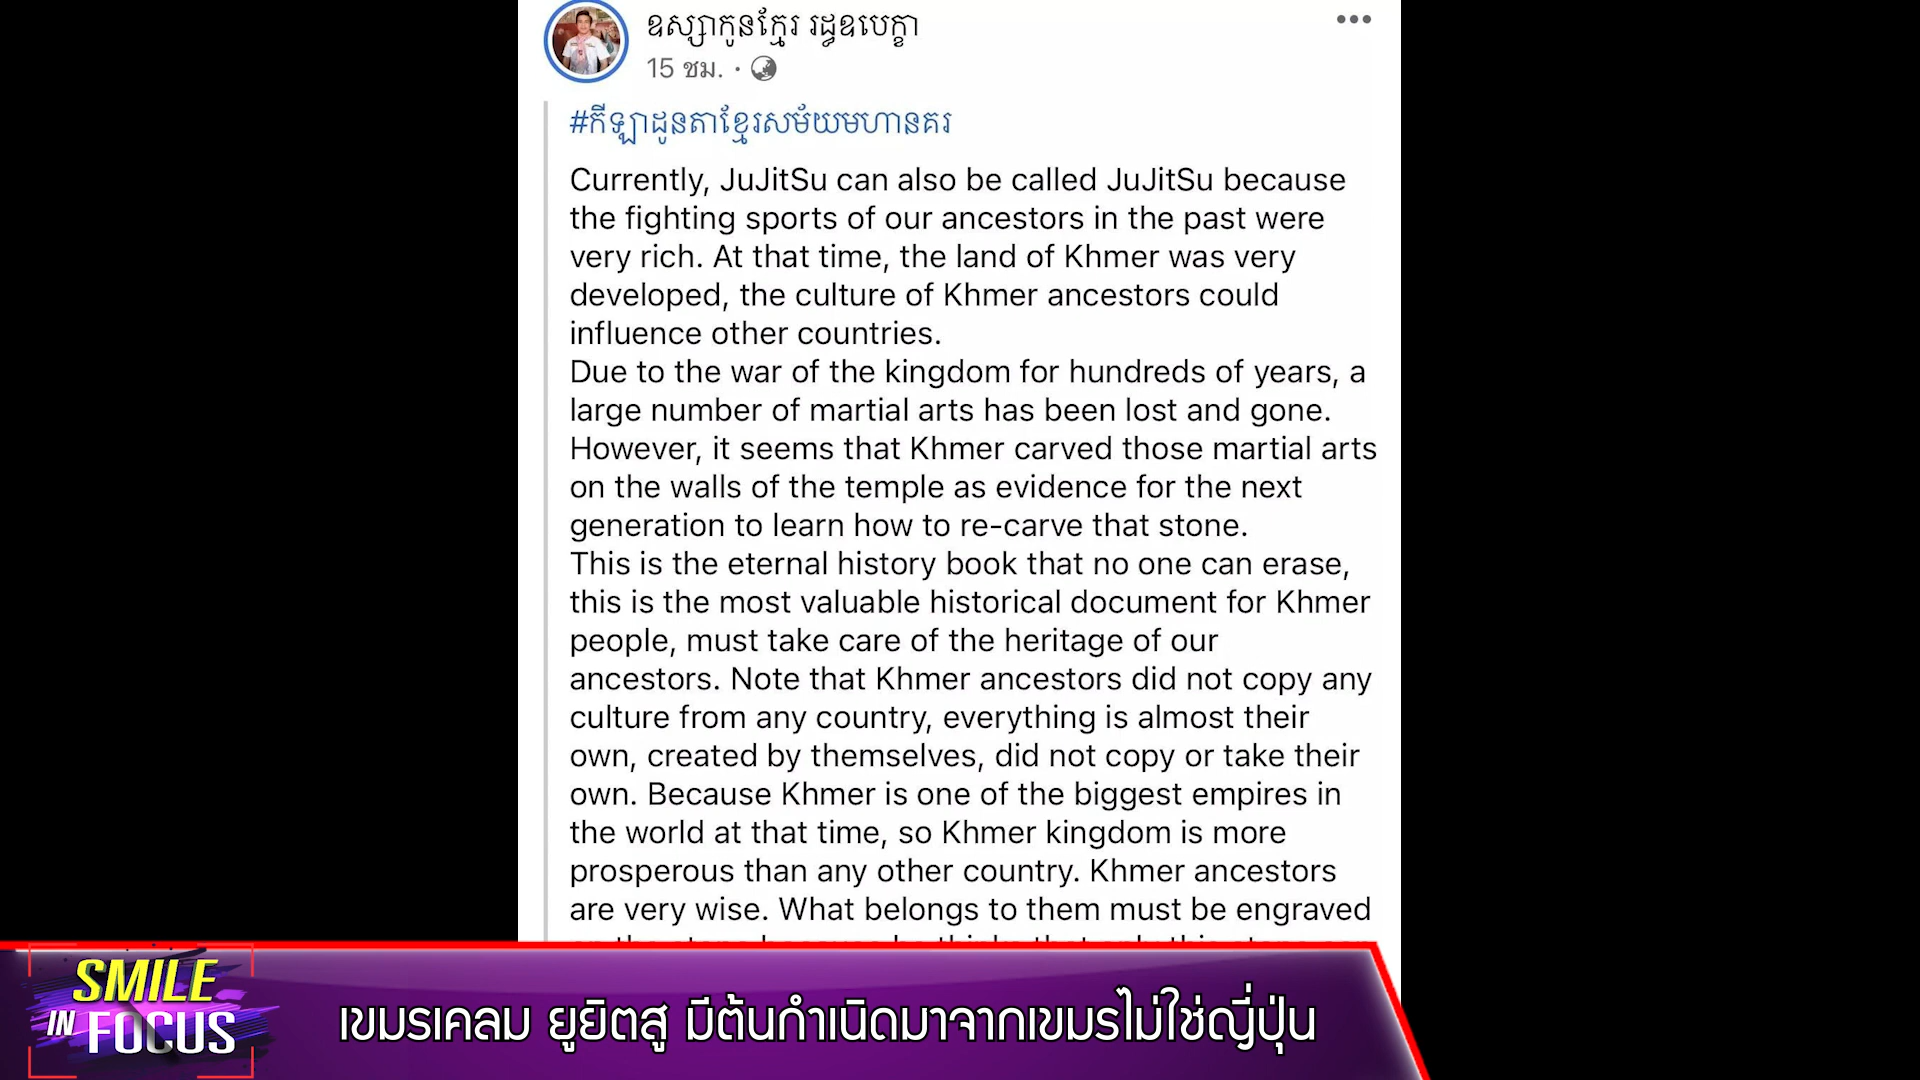 ឧស្សាកូនក្មែរ រដ្ឋឧបេក្ខា
15 ชม. ·
#កីឡាដូនតាខ្មែរសម័យមហានគរ
Currently, JuJitSu can also be called JuJitSu because
the fighting sports of our ancestors in the past were
very rich. At that time, the land of Khmer was very
developed, the culture of Khmer ancestors could
influence other countries.
Due to the war of the kingdom for hundreds of years, a
large number of martial arts has been lost and gone.
However, it seems that Khmer carved those martial arts
on the walls of the temple as evidence for the next
generation to learn how to re-carve that stone.
This is the eternal history book that no one can erase,
this is the most valuable historical document for Khmer
people, must take care of the heritage of our
ancestors. Note that Khmer ancestors did not copy any
culture from any country, everything is almost their
own, created by themselves, did not copy or take their
own. Because Khmer is one of the biggest empires in
the world at that time, so Khmer kingdom is more
prosperous than any other country. Khmer ancestors
are very wise. What belongs to them must be engraved
SMILE
IN FOCUS
เขมรเคลม ยูยิตสู มีต้นกำเนิดมาจากเขมรไม่ใช่ญี่ปุ่น